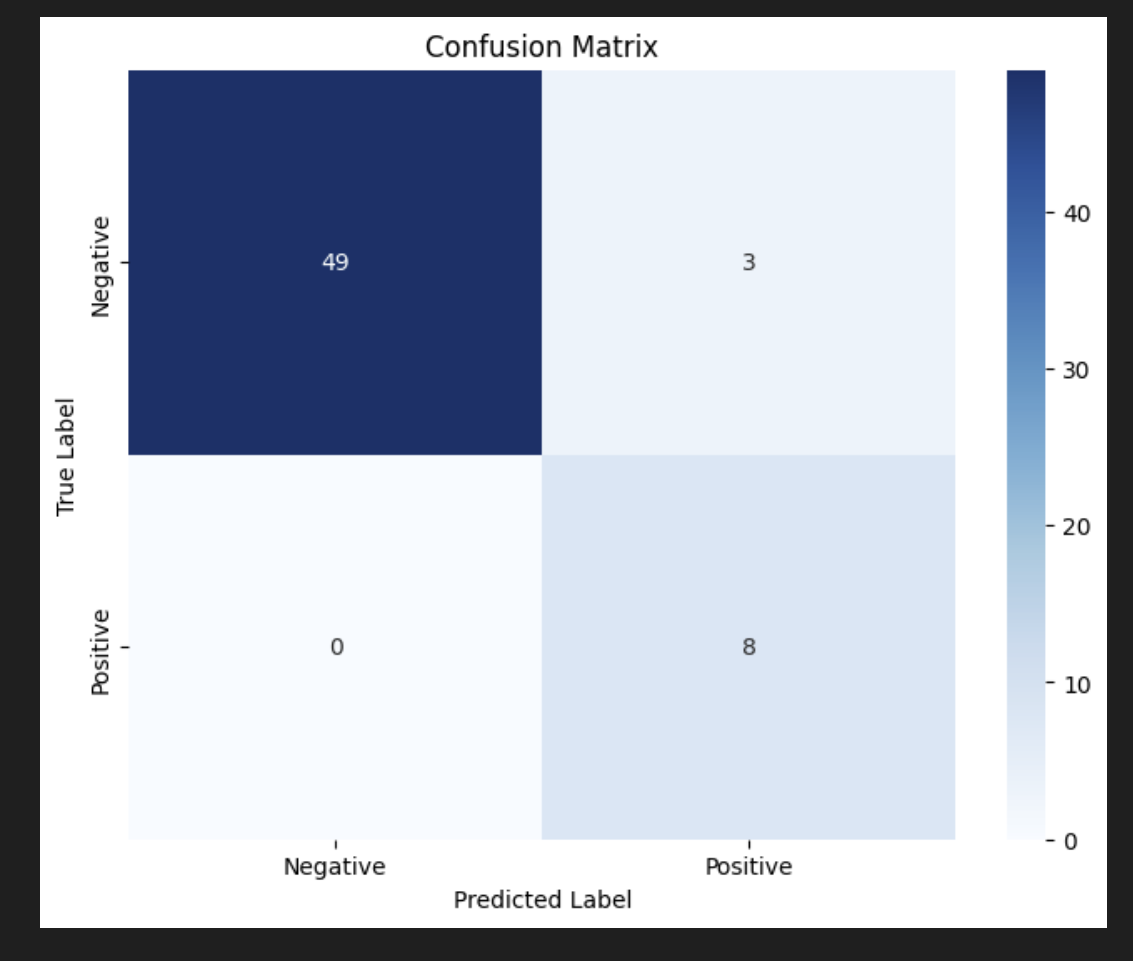 Confusion Matrix
Negative
49
3
40
30
True Label
20
Positive
0
8
10
0
Negative
Positive
Predicted Label